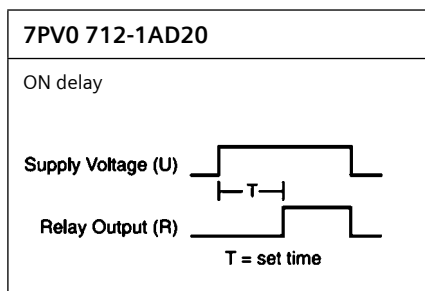 7PV0 712-1AD20
ON delay
Supply Voltage (U)
T
Relay Output (R)
T = set time